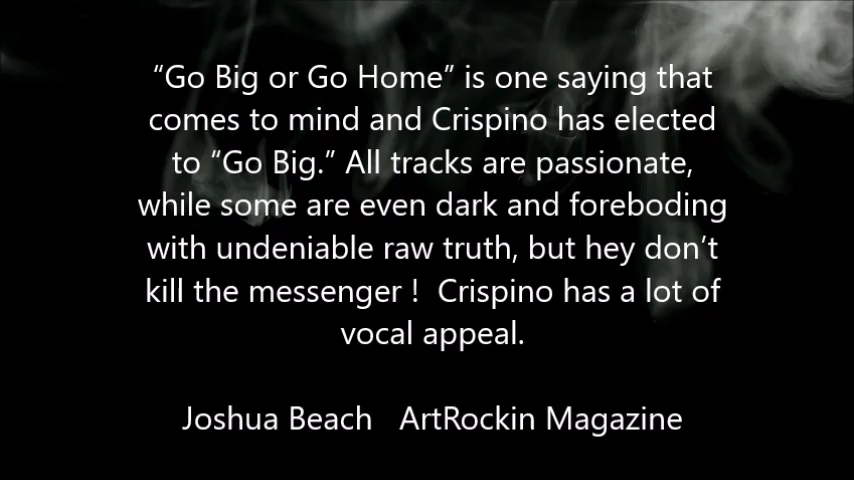 “Go Big or Go Home” is one saying that
comes to mind and Crispino has elected
to “Go Big.” All tracks are passionate,
while some are even dark and foreboding
with undeniable raw truth, but hey don’t
kill the messenger !  Crispino has a lot of
vocal appeal.
Joshua Beach   ArtRockin Magazine